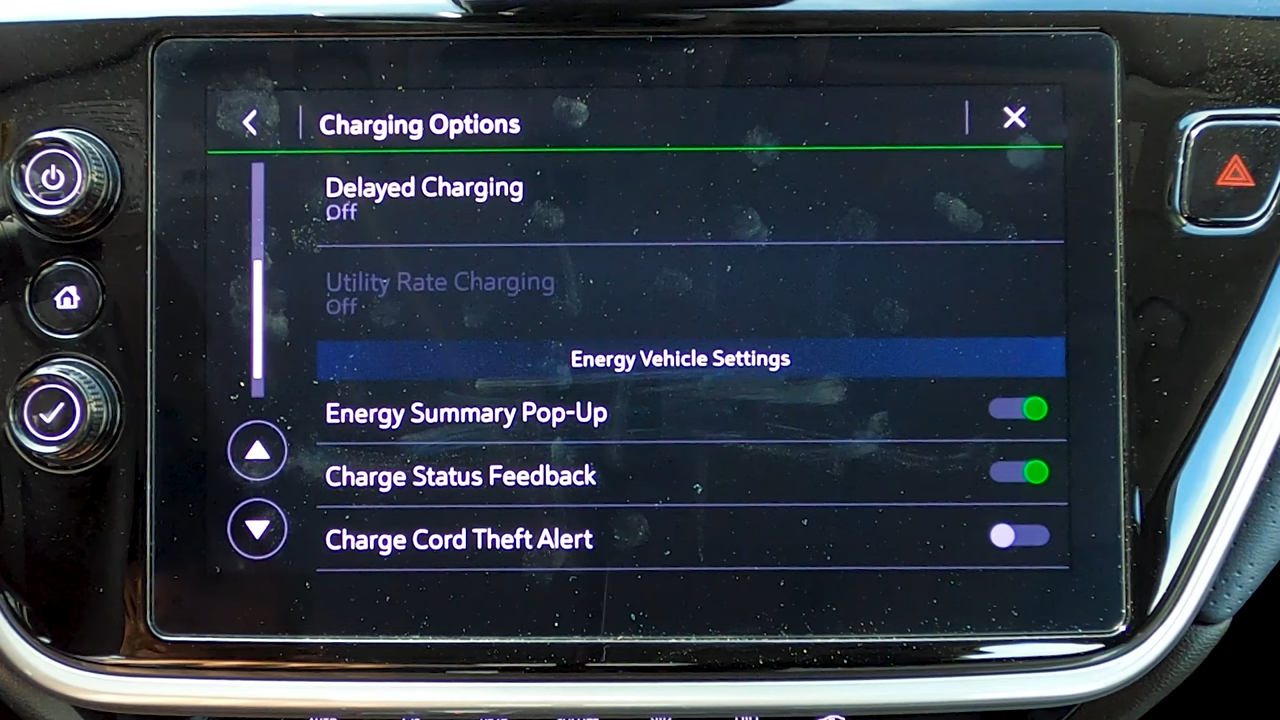 Charging Options
Delayed Charging
Off
Utility Rate Charging
Off
Energy Vehicle Settings
Energy Summary Pop-Up
Charge Status Feedback
Charge Cord Theft Alert